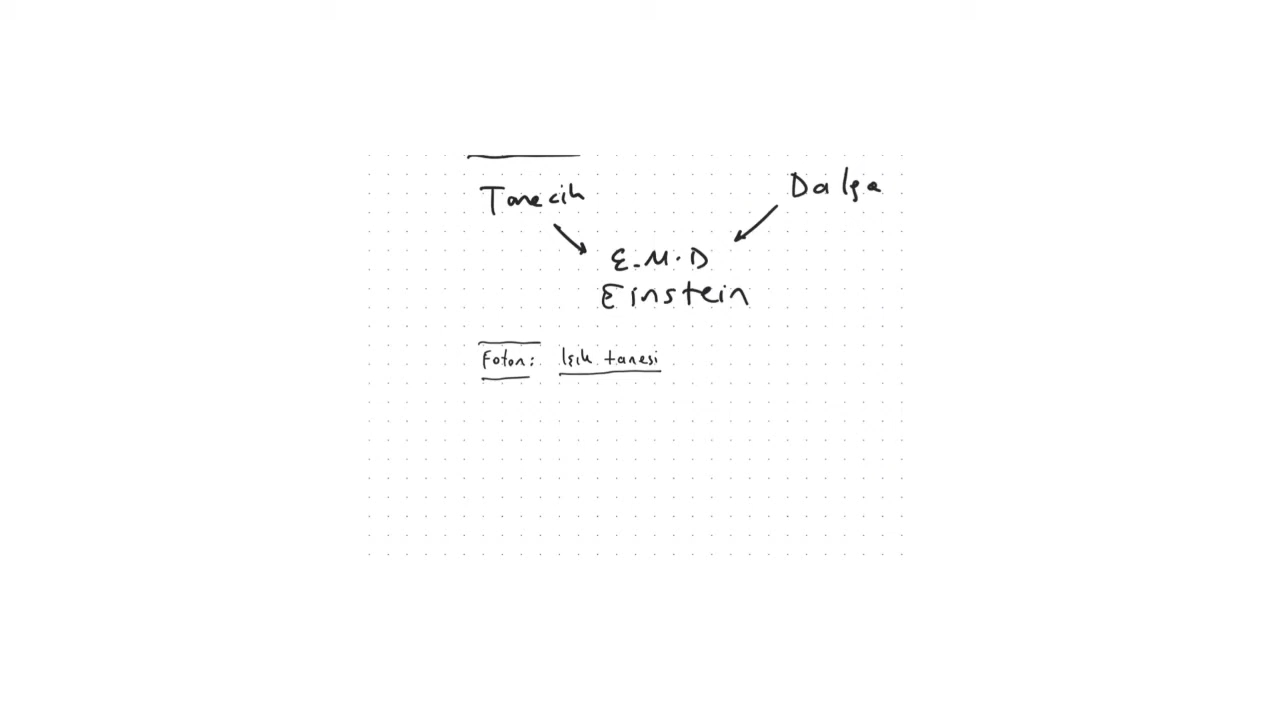 Tanecik
Dalga
E.M.D
Einstein
Foton: Işık tanesi